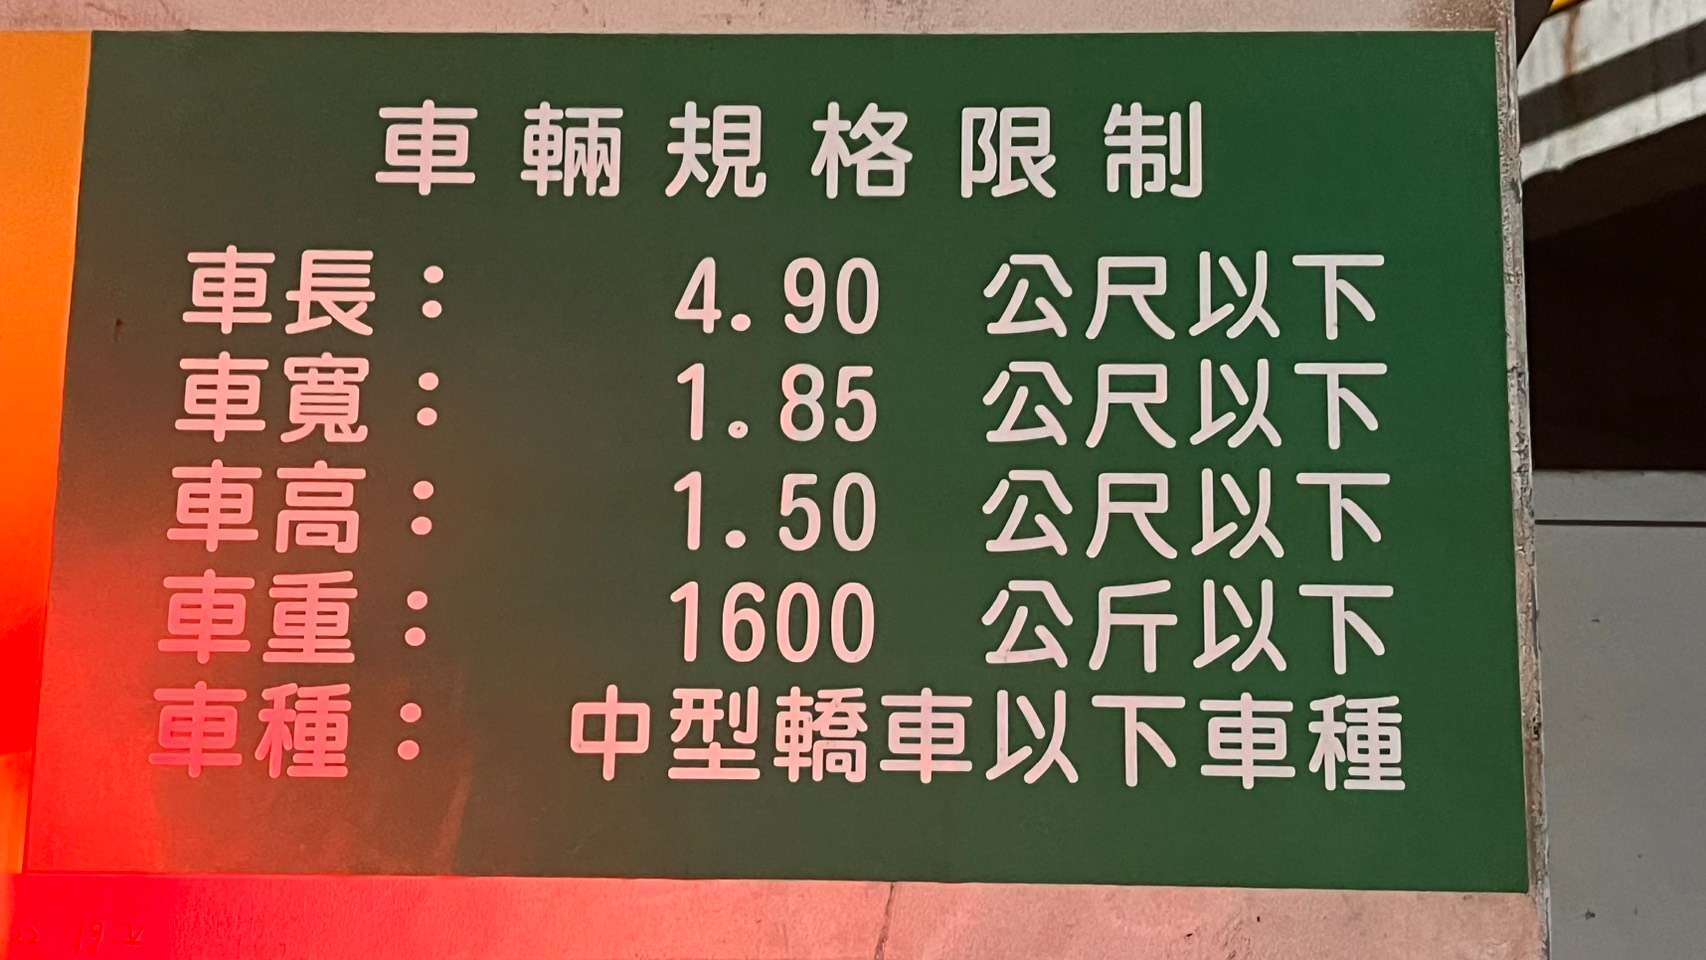 車輛規格限制
車長： 4.90 公尺以下
車寬： 1.85 公尺以下
車高： 1.50 公尺以下
車重： 1600 公斤以下
車種： 中型轎車以下車種